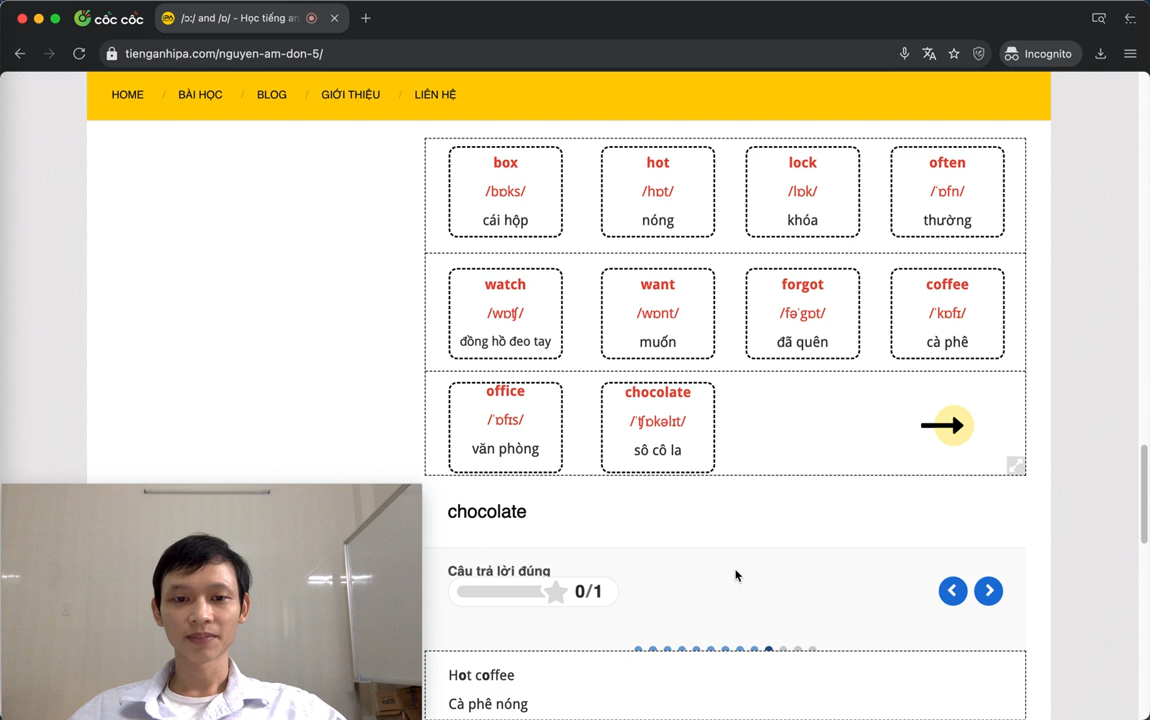 cốc cốc
/ɔː/ and /ɒ/ - Học tiếng an
tienganhipa.com/nguyen-am-don-5/
Incognito
HOME / BÀI HỌC / BLOG / GIỚI THIỆU / LIÊN HỆ
box hot lock often
/bɒks/ /hɒt/ /lɒk/ /ˈɒfn/
cái hộp nóng khóa thường
watch want forgot coffee
/wɒʧ/ /wɒnt/ /fəˈgɒt/ /ˈkɒfɪ/
đồng hồ đeo tay muốn đã quên cà phê
office chocolate
/ˈɒfɪs/ /ˈʧɒkəlɪt/
văn phòng sô cô la
chocolate
Câu trả lời đúng
0/1
Hot coffee
Cà phê nóng